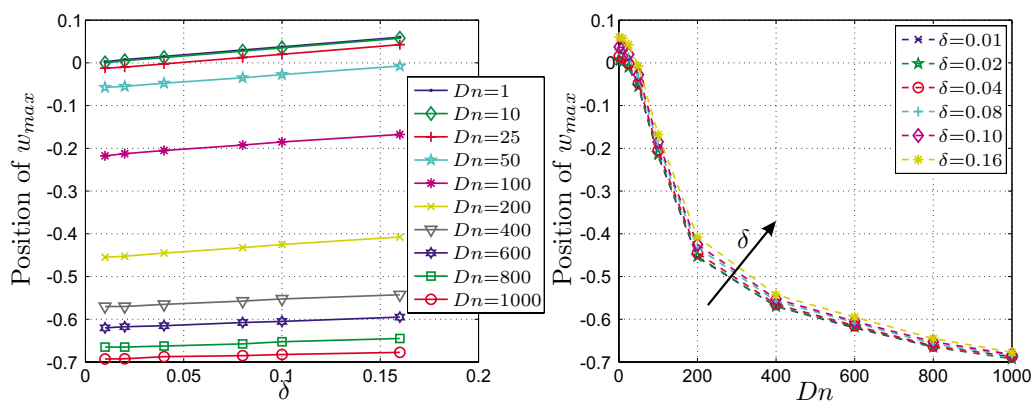 0.1
0
-0.1
-0.2
-0.3
-0.4
-0.5
-0.6
-0.7
Position of w_max
0
0.05
0.1
0.15
0.2
δ
Dn=1
Dn=10
Dn=25
Dn=50
Dn=100
Dn=200
Dn=400
Dn=600
Dn=800
Dn=1000
0.1
0
-0.1
-0.2
-0.3
-0.4
-0.5
-0.6
-0.7
Position of w_max
0
200
400
600
800
1000
Dn
δ
δ=0.01
δ=0.02
δ=0.04
δ=0.08
δ=0.10
δ=0.16